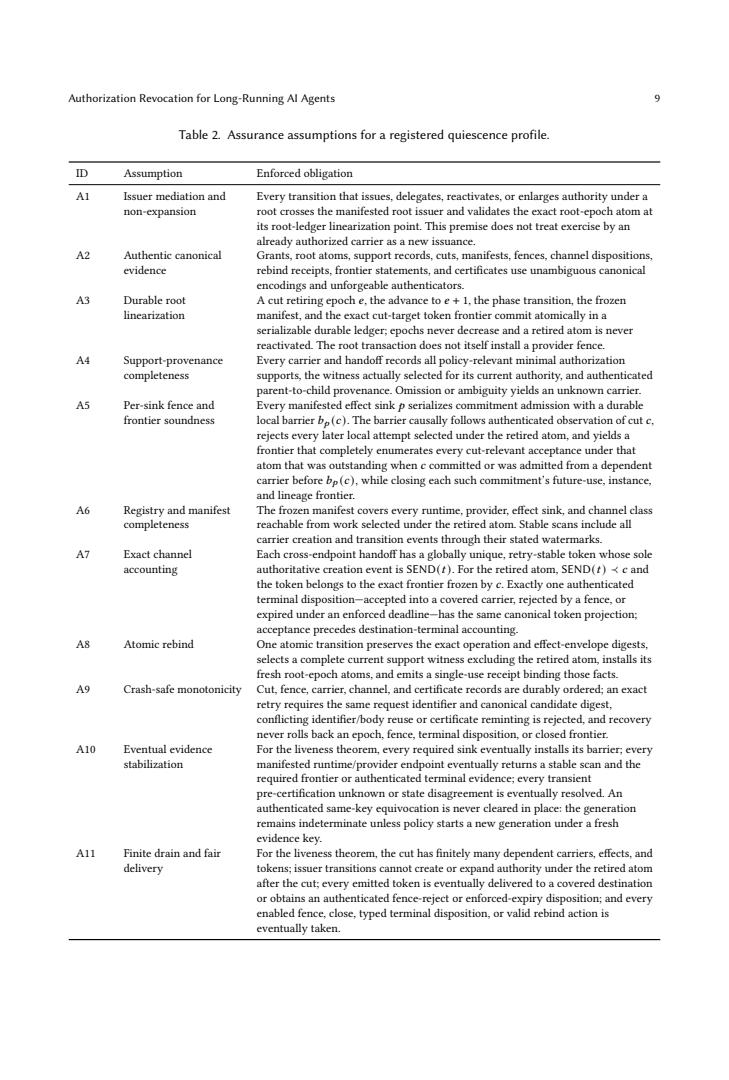 Authorization Revocation for Long-Running AI Agents 9
Table 2. Assurance assumptions for a registered quiescence profile.
ID Assumption Enforced obligation
A1 Issuer mediation and Every transition that issues, delegates, reactivates, or enlarges authority under a
non-expansion root crosses the manifested root issuer and validates the exact root-epoch atom at
its root-ledger linearization point. This premise does not treat exercise by an
already authorized carrier as a new issuance.
A2 Authentic canonical Grants, root atoms, support records, cuts, manifests, fences, channel dispositions,
evidence rebind receipts, frontier statements, and certificates use unambiguous canonical
encodings and unforgeable authenticators.
A3 Durable root A cut retiring epoch e, the advance to e + 1, the phase transition, the frozen
linearization manifest, and the exact cut-target token frontier commit atomically in a
serializable durable ledger; epochs never decrease and a retired atom is never
reactivated. The root transaction does not itself install a provider fence.
A4 Support-provenance Every carrier and handoff records all policy-relevant minimal authorization
completeness supports, the witness actually selected for its current authority, and authenticated
parent-to-child provenance. Omission or ambiguity yields an unknown carrier.
A5 Per-sink fence and Every manifested effect sink p serializes commitment admission with a durable
frontier soundness local barrier b_p(c). The barrier causally follows authenticated observation of cut c,
rejects every later local attempt selected under the retired atom, and yields a
frontier that completely enumerates every cut-relevant acceptance under that
atom that was outstanding when c committed or was admitted from a dependent
carrier before b_p(c), while closing each such commitment's future-use, instance,
and lineage frontier.
A6 Registry and manifest The frozen manifest covers every runtime, provider, effect sink, and channel class
completeness reachable from work selected under the retired atom. Stable scans include all
carrier creation and transition events through their stated watermarks.
A7 Exact channel Each cross-endpoint handoff has a globally unique, retry-stable token whose sole
accounting authoritative creation event is SEND(t). For the retired atom, SEND(t) ≺ c and
the token belongs to the exact frontier frozen by c. Exactly one authenticated
terminal disposition—accepted into a covered carrier, rejected by a fence, or
expired under an enforced deadline—has the same canonical token projection;
acceptance precedes destination-terminal accounting.
A8 Atomic rebind One atomic transition preserves the exact operation and effect-envelope digests,
selects a complete current support witness excluding the retired atom, installs its
fresh root-epoch atoms, and emits a single-use receipt binding those facts.
A9 Crash-safe monotonicity Cut, fence, carrier, channel, and certificate records are durably ordered; an exact
retry requires the same request identifier and canonical candidate digest,
conflicting identifier/body reuse or certificate reminting is rejected, and recovery
never rolls back an epoch, fence, terminal disposition, or closed frontier.
A10 Eventual evidence For the liveness theorem, every required sink eventually installs its barrier; every
stabilization manifested runtime/provider endpoint eventually returns a stable scan and the
required frontier or authenticated terminal evidence; every transient
pre-certification unknown or state disagreement is eventually resolved. An
authenticated same-key equivocation is never cleared in place: the generation
remains indeterminate unless policy starts a new generation under a fresh
evidence key.
A11 Finite drain and fair For the liveness theorem, the cut has finitely many dependent carriers, effects, and
delivery tokens; issuer transitions cannot create or expand authority under the retired atom
after the cut; every emitted token is eventually delivered to a covered destination
or obtains an authenticated fence-reject or enforced-expiry disposition; and every
enabled fence, close, typed terminal disposition, or valid rebind action is
eventually taken.